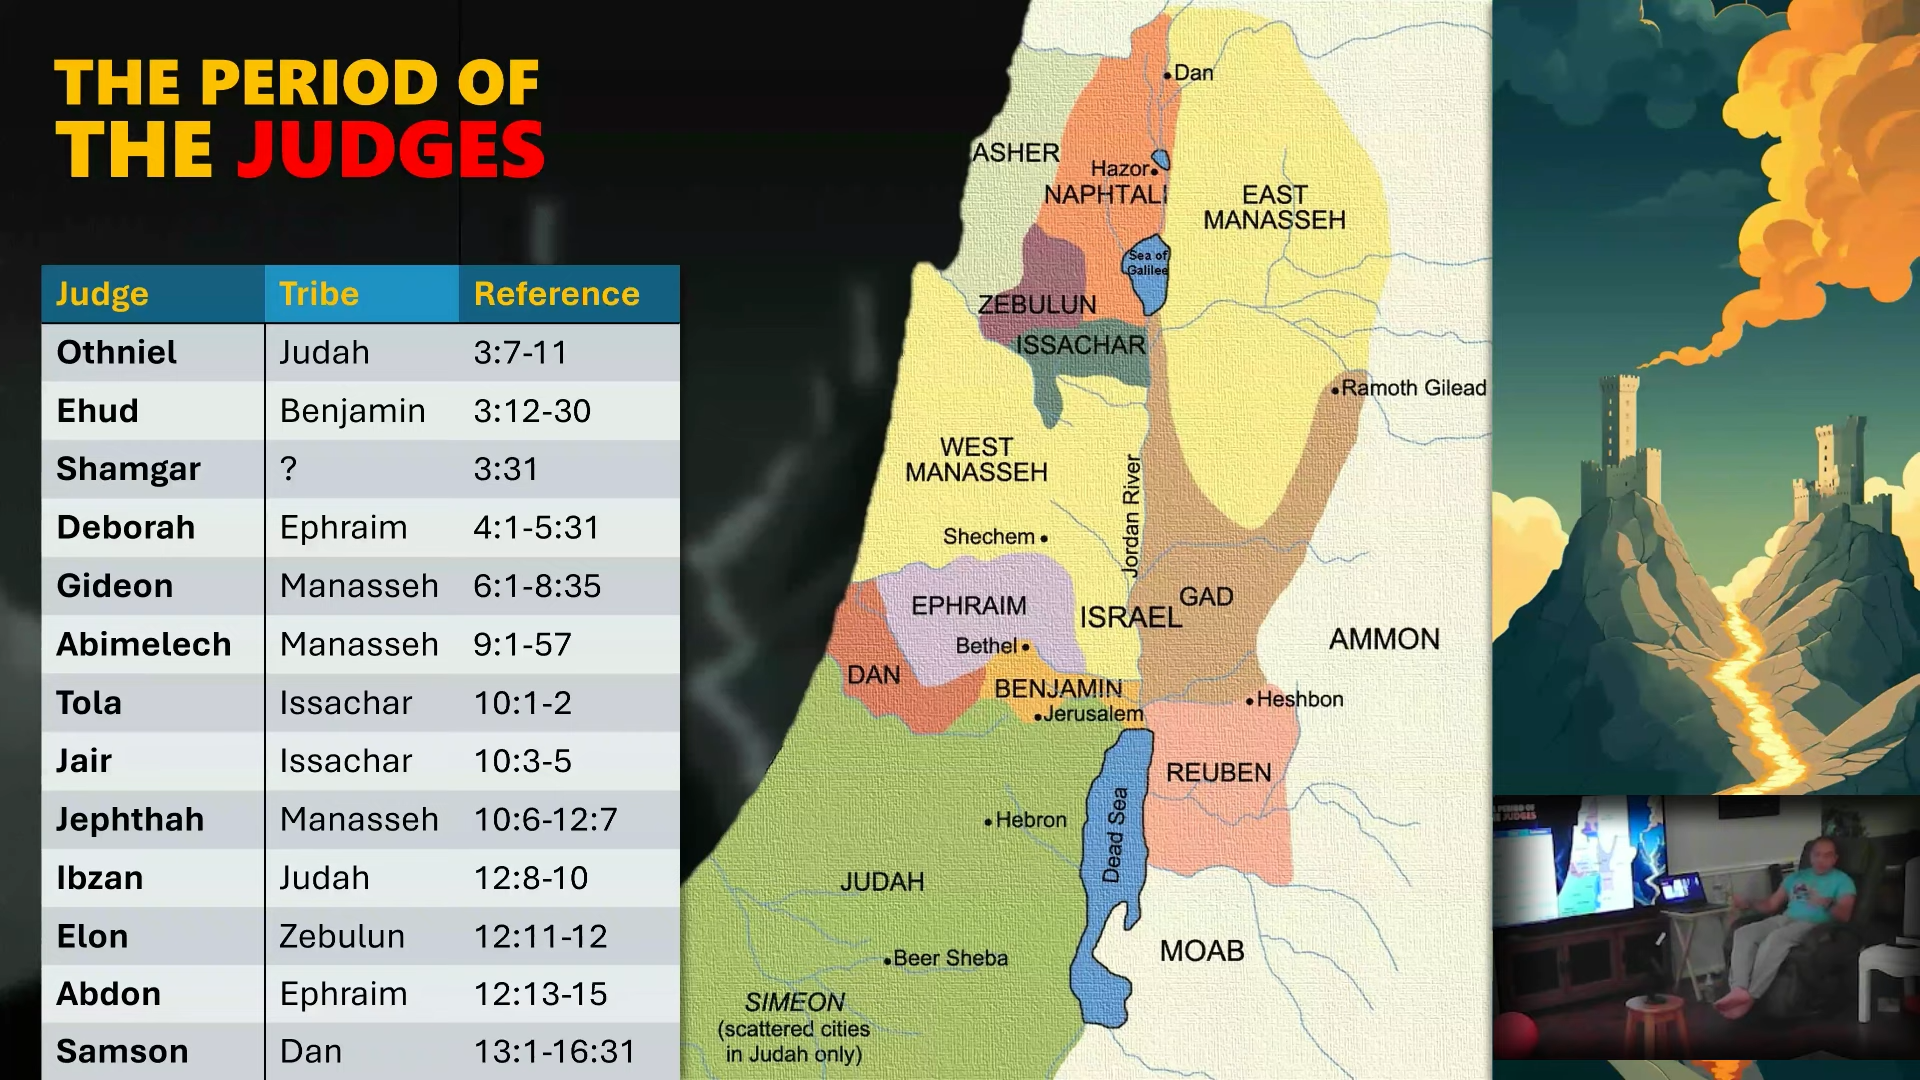 THE PERIOD OF
THE JUDGES
Judge Tribe Reference
Othniel Judah 3:7-11
Ehud Benjamin 3:12-30
Shamgar ? 3:31
Deborah Ephraim 4:1-5:31
Gideon Manasseh 6:1-8:35
Abimelech Manasseh 9:1-57
Tola Issachar 10:1-2
Jair Issachar 10:3-5
Jephthah Manasseh 10:6-12:7
Ibzan Judah 12:8-10
Elon Zebulun 12:11-12
Abdon Ephraim 12:13-15
Samson Dan 13:1-16:31
Dan
ASHER
Hazor
NAPHTALI
EAST
MANASSEH
Sea of
Galilee
ZEBULUN
ISSACHAR
Ramoth Gilead
WEST
MANASSEH
Jordan River
Shechem
EPHRAIM
ISRAEL
GAD
AMMON
Bethel
DAN
BENJAMIN
Jerusalem
Heshbon
REUBEN
Hebron
Dead Sea
JUDAH
MOAB
Beer Sheba
SIMEON
(scattered cities
in Judah only)
PERIOD OF
JUDGES